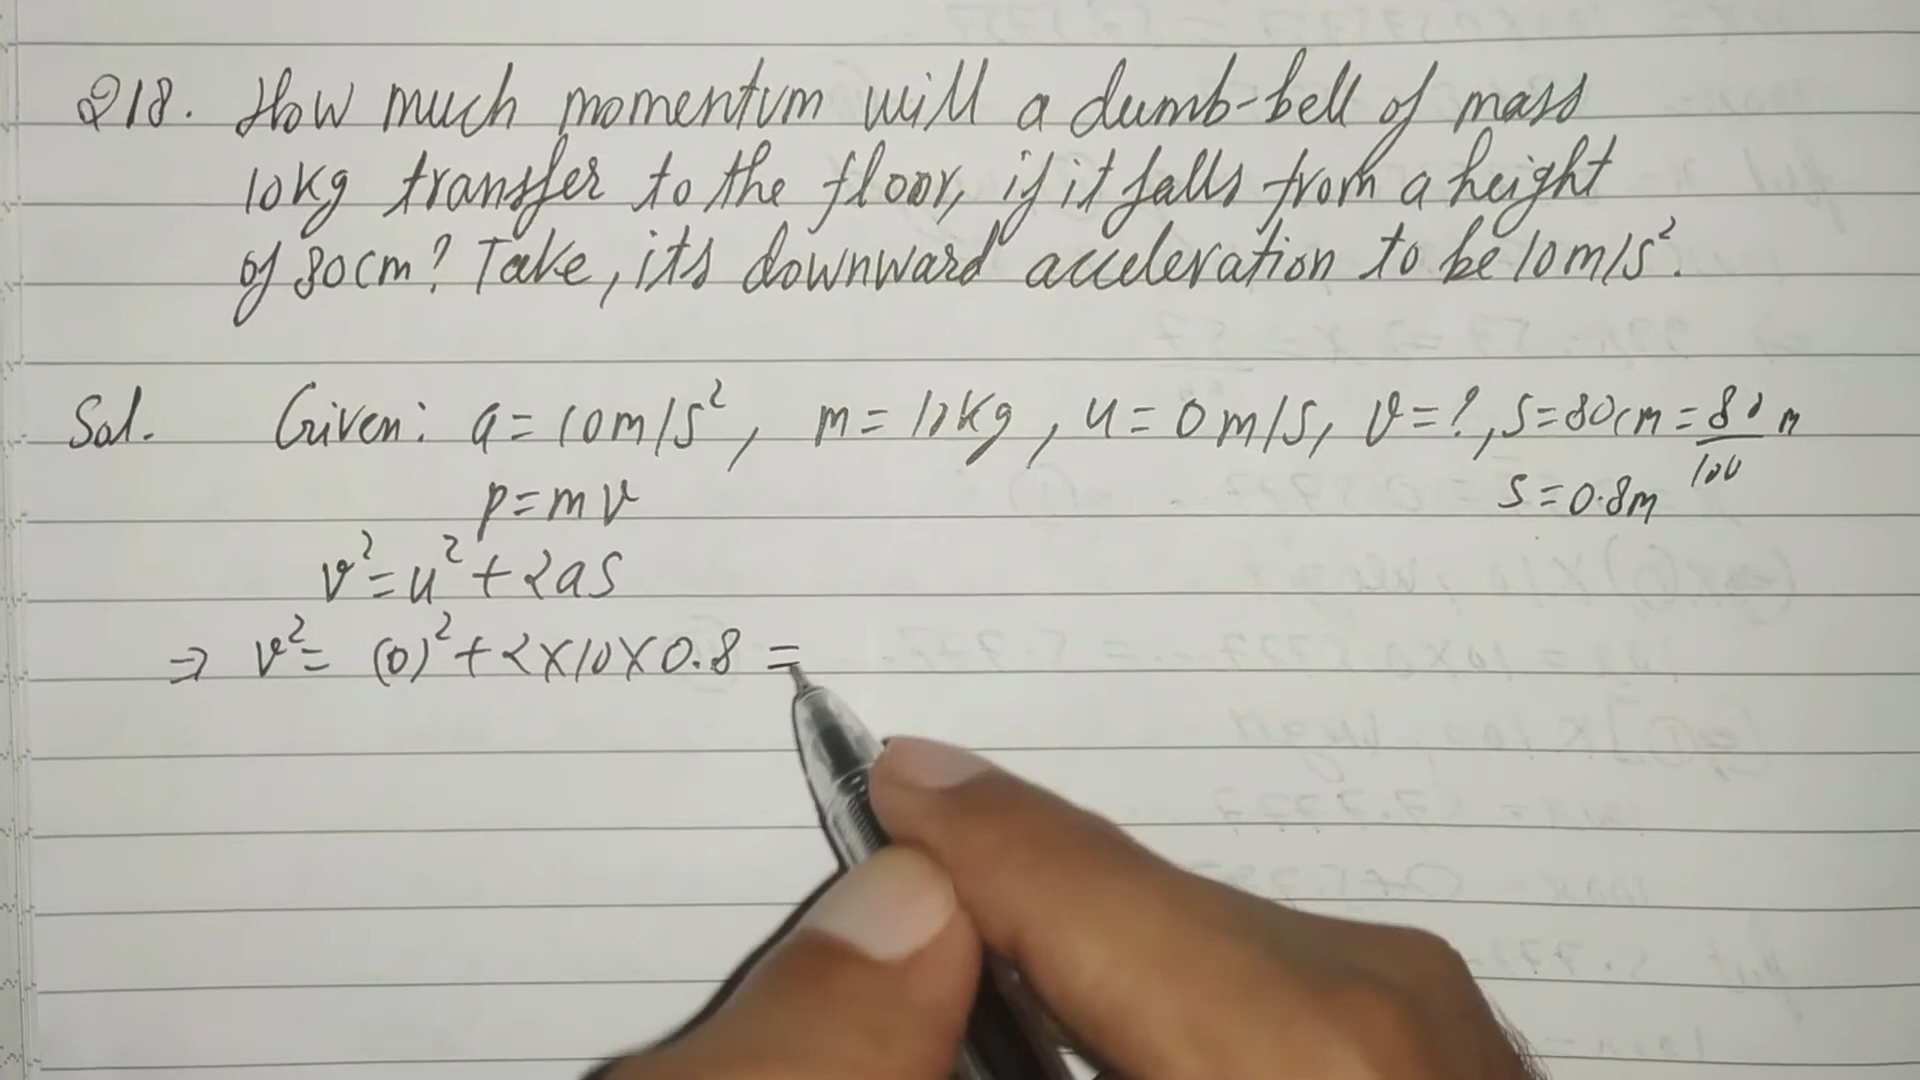 Q18. How much momentum will a dumb-bell of mass
10kg transfer to the floor, if it falls from a height
of 80cm? Take, its downward acceleration to be 10m/s².
Sol. Given: a = 10m/s², m = 10kg, u = 0m/s, v = ?, s = 80cm = 80/100 m
s = 0.8m
p = mv
v² = u² + 2as
⇒ v² = (0)² + 2×10×0.8 =